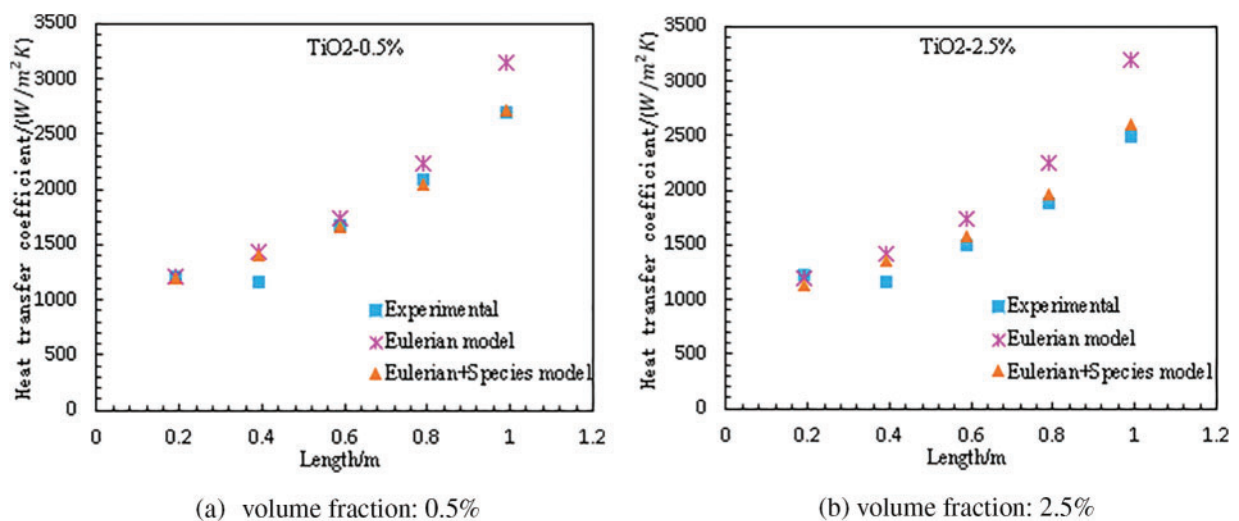 3500
3000
2500
2000
1500
1000
500
0
Heat transfer coefficient/(W/m²K)
TiO2-0.5%
Experimental
Eulerian model
Eulerian+Species model
0 0.2 0.4 0.6 0.8 1 1.2
Length/m
(a) volume fraction: 0.5%
3500
3000
2500
2000
1500
1000
500
0
Heat transfer coefficient/(W/m²K)
TiO2-2.5%
Experimental
Eulerian model
Eulerian+Species model
0 0.2 0.4 0.6 0.8 1 1.2
Length/m
(b) volume fraction: 2.5%